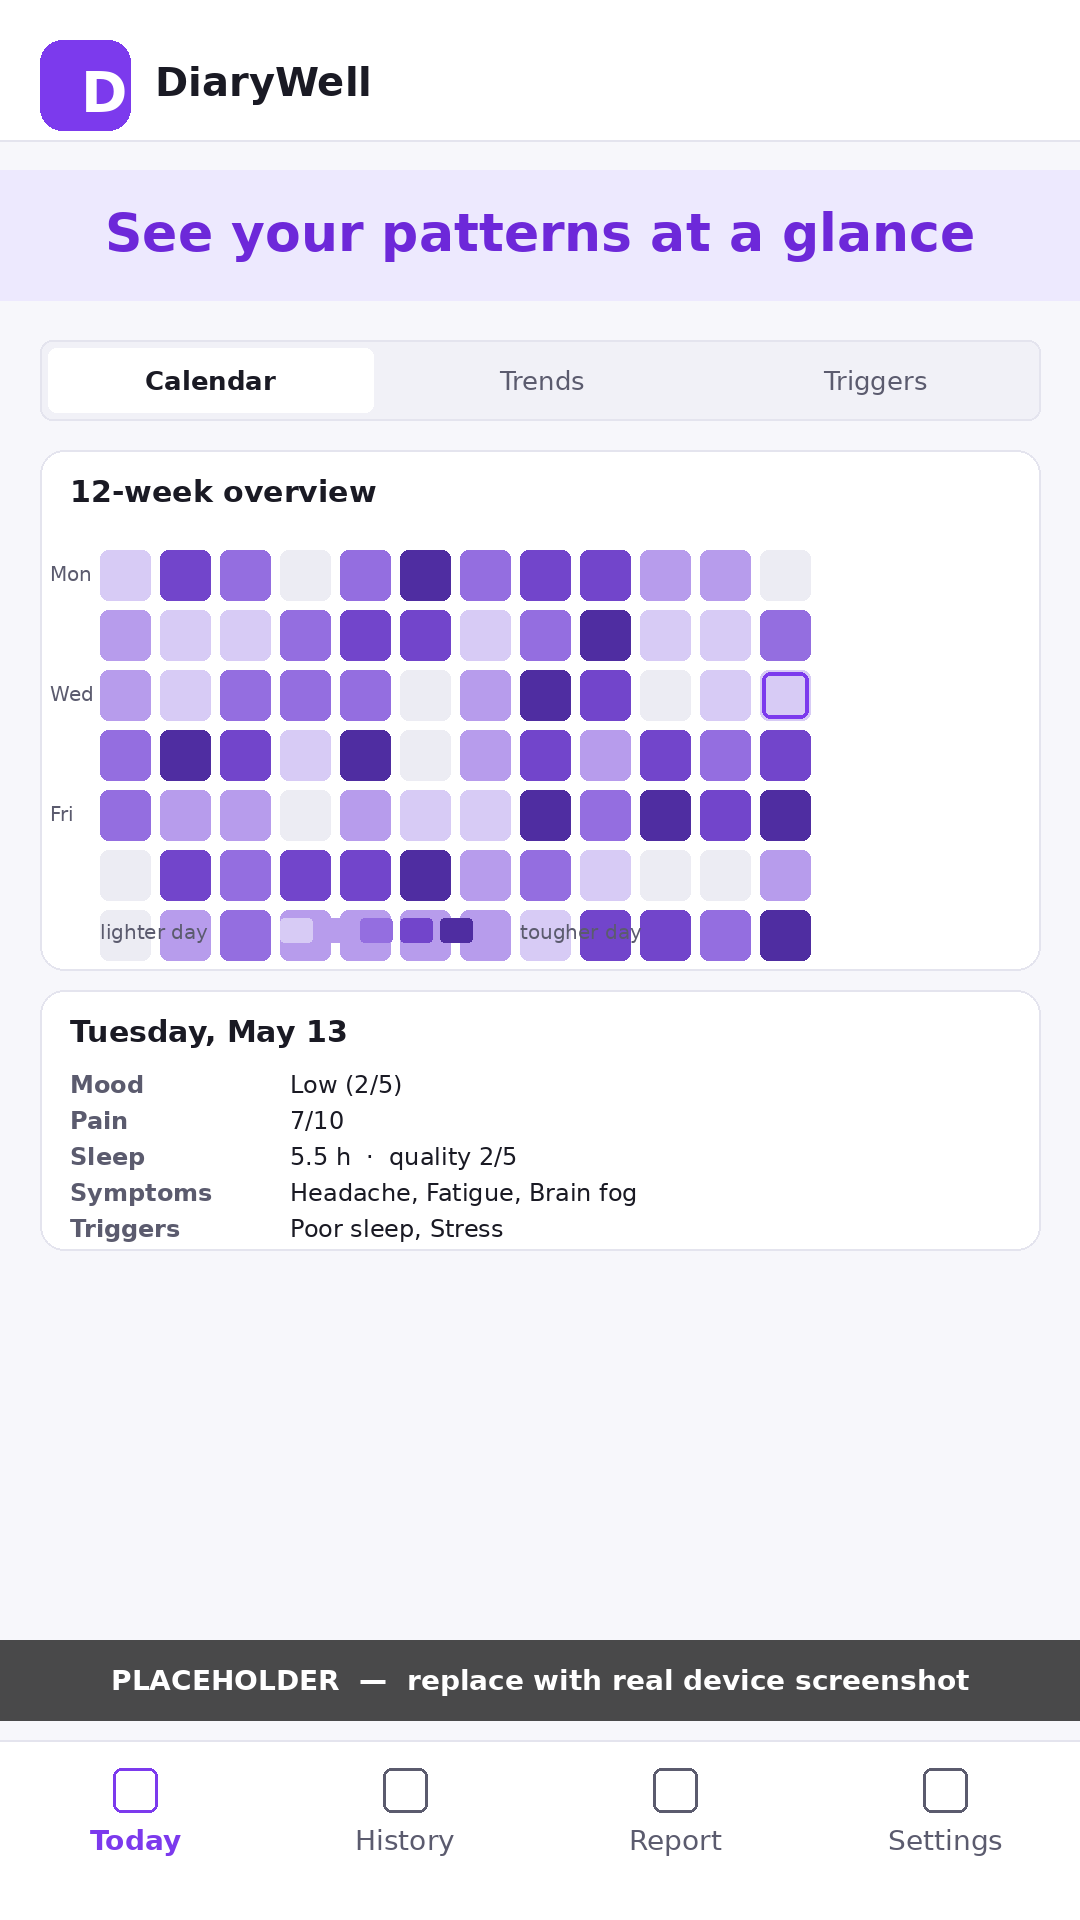 D DiaryWell
See your patterns at a glance
Calendar Trends Triggers
12-week overview
Mon
Wed
Fri
lighter day tougher day
Tuesday, May 13
Mood Low (2/5)
Pain 7/10
Sleep 5.5 h · quality 2/5
Symptoms Headache, Fatigue, Brain fog
Triggers Poor sleep, Stress
PLACEHOLDER — replace with real device screenshot
Today History Report Settings